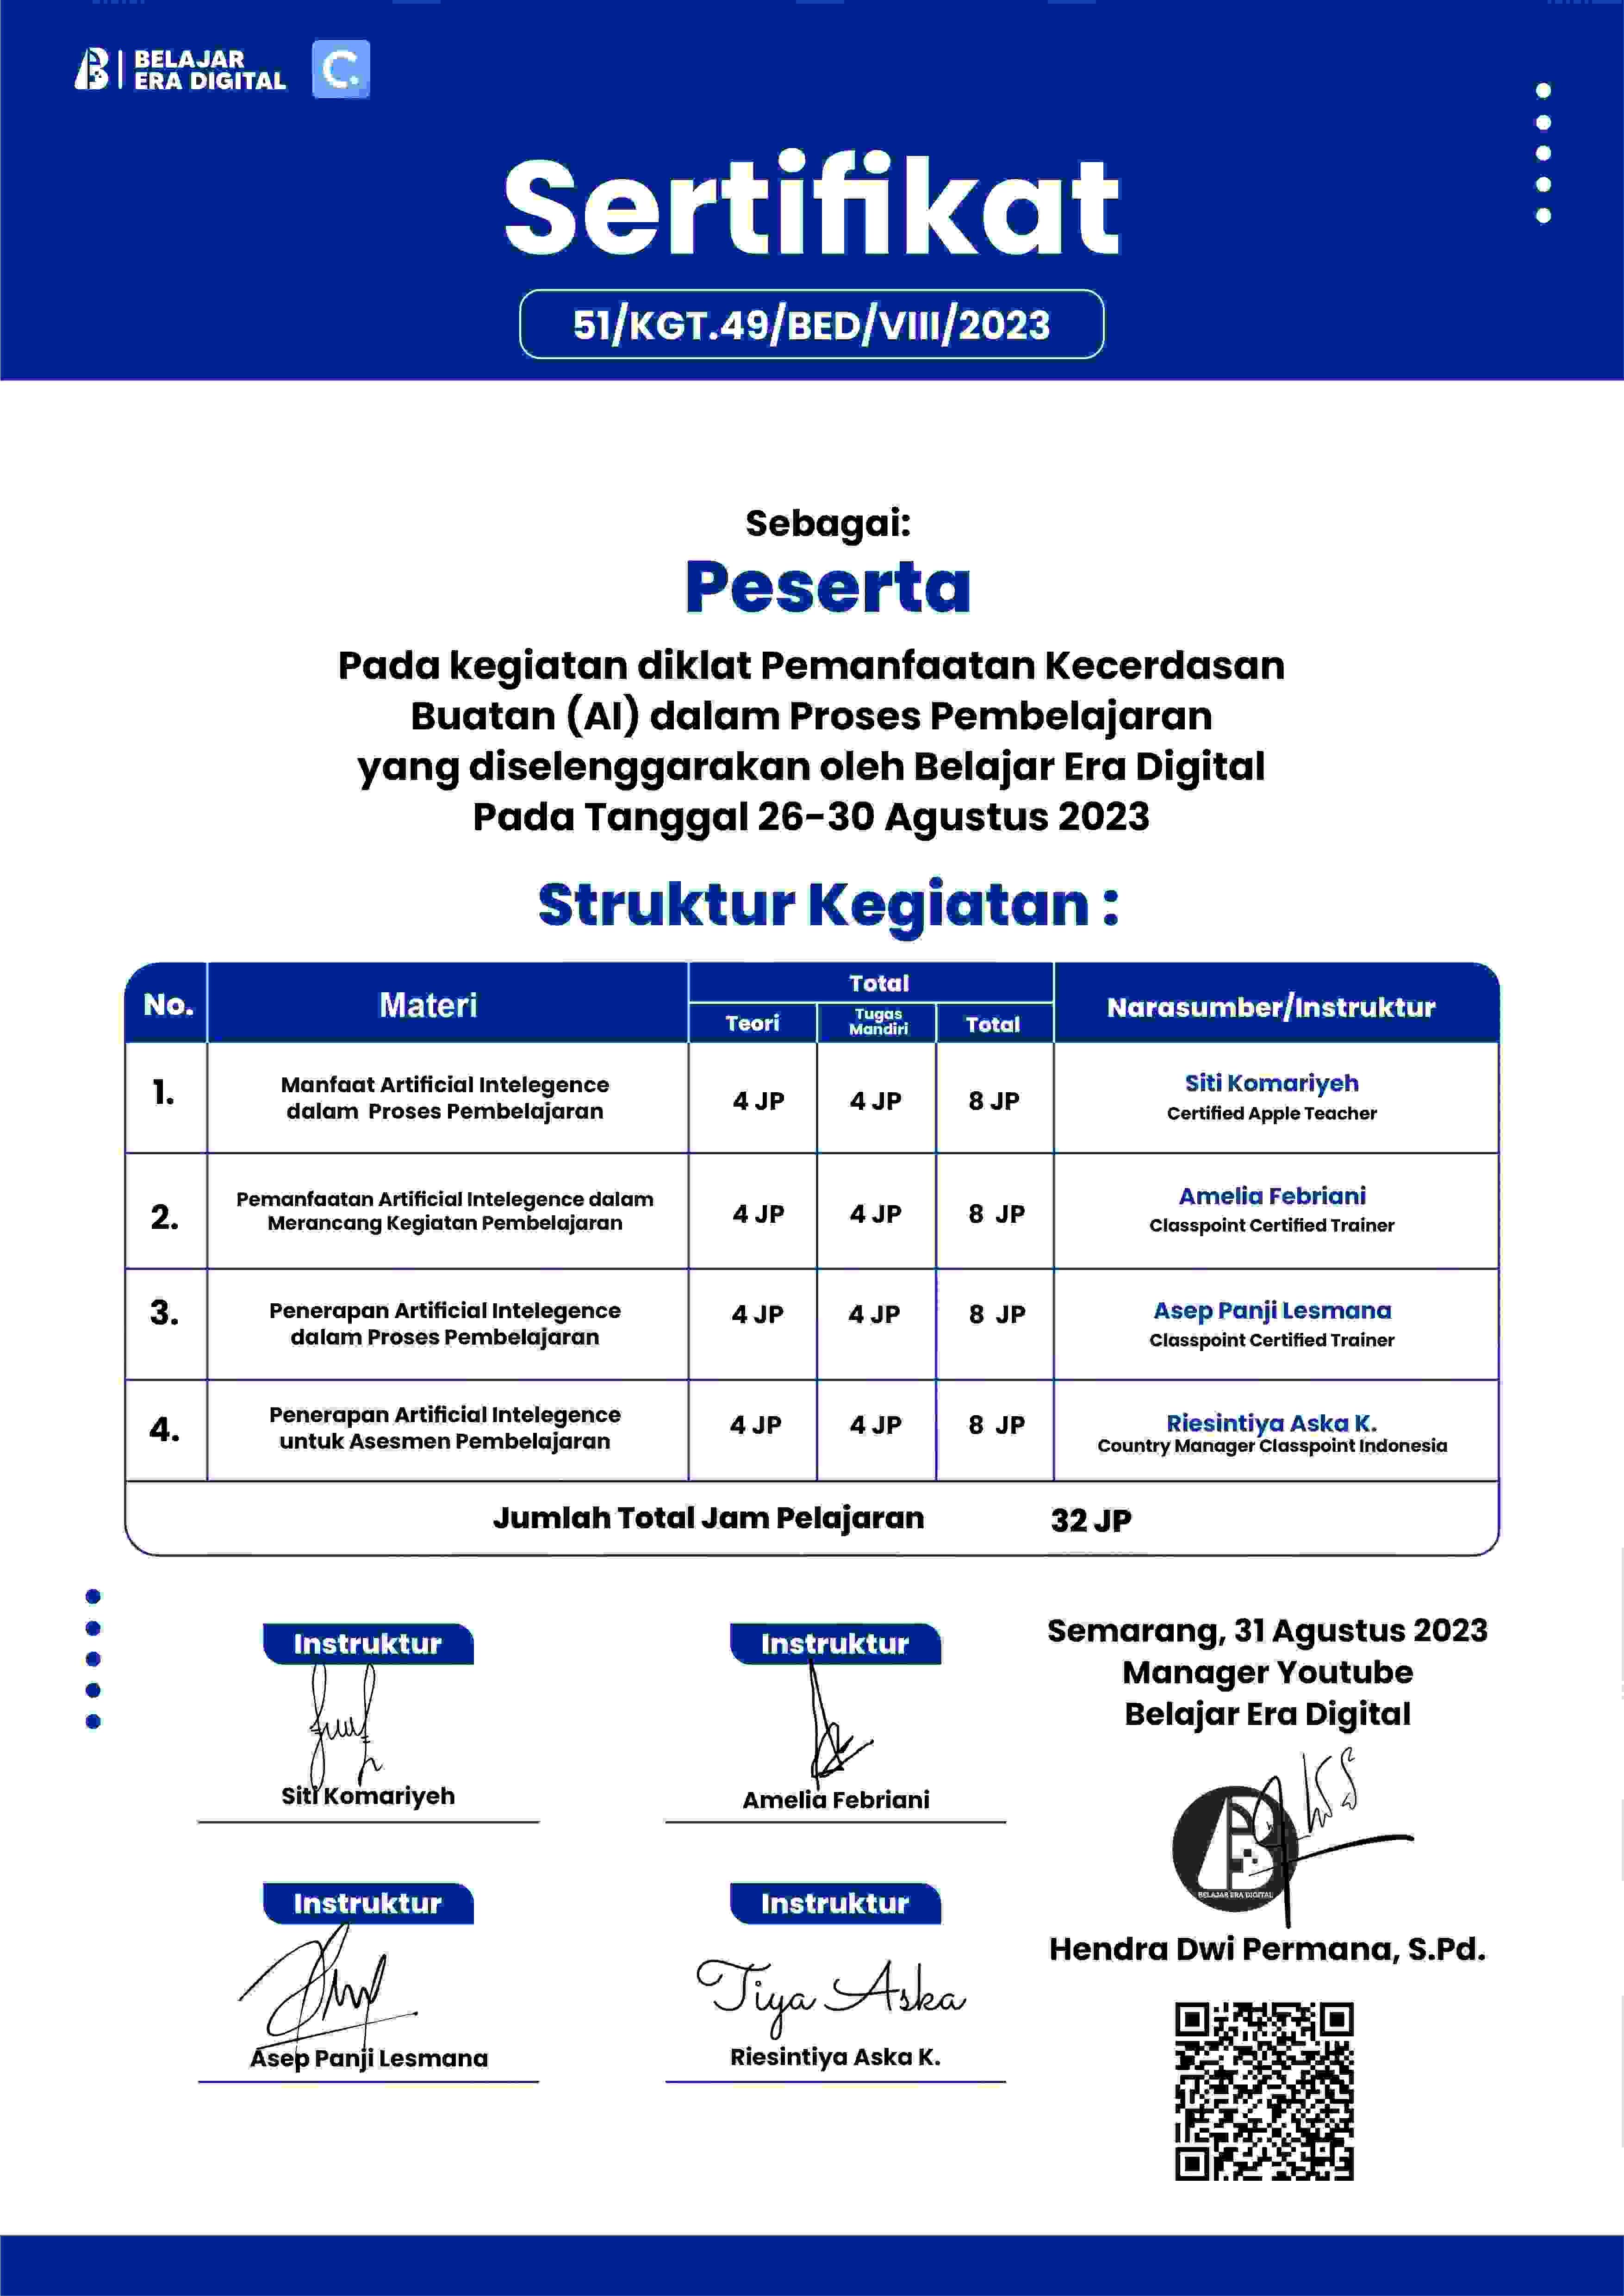 BELAJAR
ERA DIGITAL
C.
Sertifikat
51/KGT.49/BED/VIII/2023
Sebagai:
Peserta
Pada kegiatan diklat Pemanfaatan Kecerdasan
Buatan (AI) dalam Proses Pembelajaran
yang diselenggarakan oleh Belajar Era Digital
Pada Tanggal 26-30 Agustus 2023
Struktur Kegiatan :
No. Materi Total Narasumber/Instruktur
Teori Tugas Mandiri Total
1. Manfaat Artificial Intelegence 4 JP 4 JP 8 JP Siti Komariyeh
dalam Proses Pembelajaran Certified Apple Teacher
2. Pemanfaatan Artificial Intelegence dalam 4 JP 4 JP 8 JP Amelia Febriani
Merancang Kegiatan Pembelajaran Classpoint Certified Trainer
3. Penerapan Artificial Intelegence 4 JP 4 JP 8 JP Asep Panji Lesmana
dalam Proses Pembelajaran Classpoint Certified Trainer
4. Penerapan Artificial Intelegence 4 JP 4 JP 8 JP Riesintiya Aska K.
untuk Asesmen Pembelajaran Country Manager Classpoint Indonesia
Jumlah Total Jam Pelajaran 32 JP
Instruktur
Siti Komariyeh
Instruktur
Amelia Febriani
Semarang, 31 Agustus 2023
Manager Youtube
Belajar Era Digital
BELAJAR ERA DIGITAL
Hendra Dwi Permana, S.Pd.
Instruktur
Asep Panji Lesmana
Instruktur
Tiya Aska
Riesintiya Aska K.